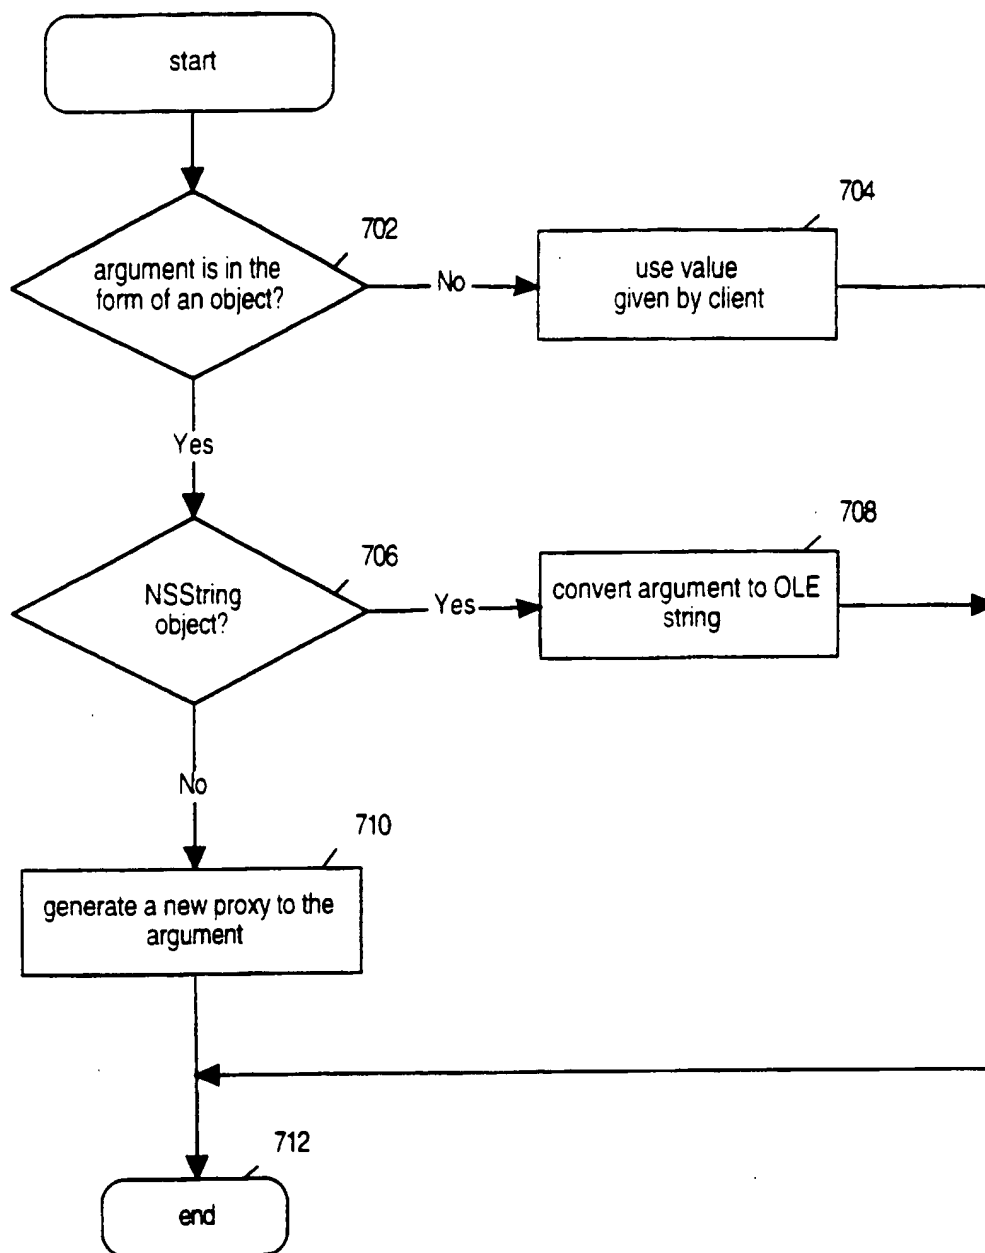 start
702
argument is in the
form of an object?
No
704
use value
given by client
Yes
706
NSString
object?
Yes
708
convert argument to OLE
string
No
710
generate a new proxy to the
argument
712
end